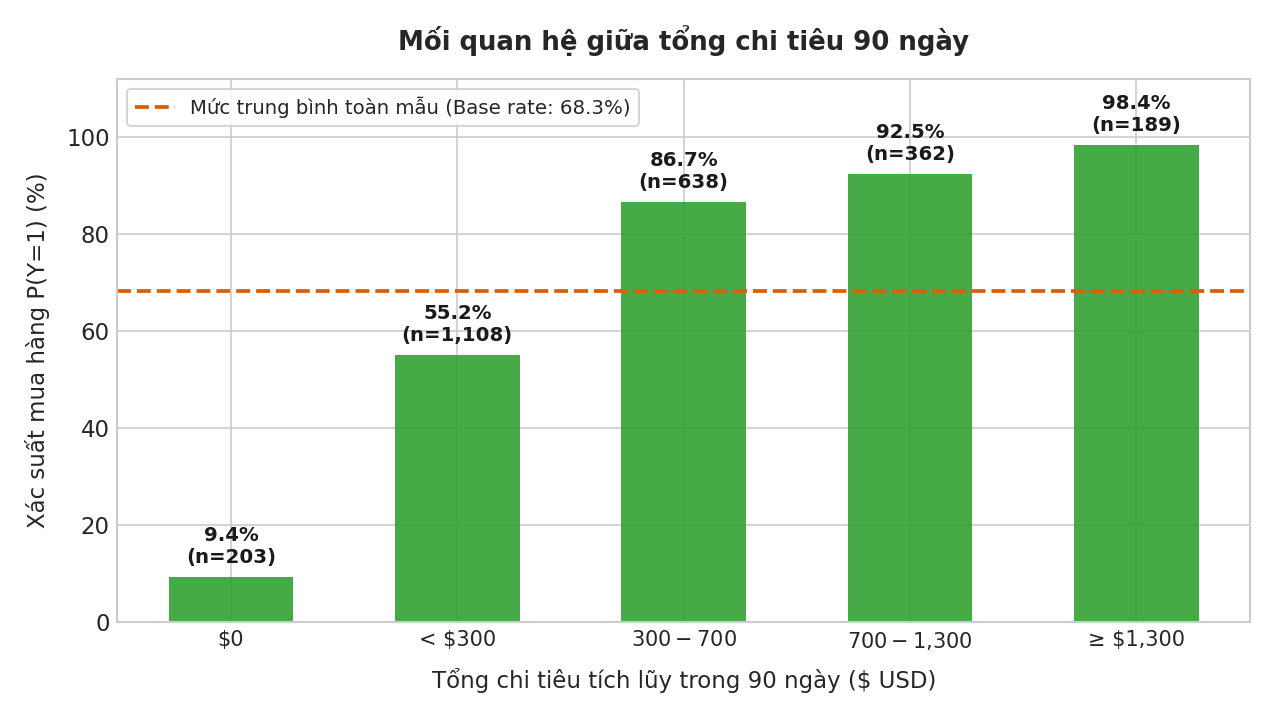 Mối quan hệ giữa tổng chi tiêu 90 ngày
Mức trung bình toàn mẫu (Base rate: 68.3%)
Xác suất mua hàng P(Y=1) (%)
100
80
60
40
20
0
9.4%
(n=203)
55.2%
(n=1,108)
86.7%
(n=638)
92.5%
(n=362)
98.4%
(n=189)
$0
< $300
300 − 700
700 − 1,300
≥ $1,300
Tổng chi tiêu tích lũy trong 90 ngày ($ USD)